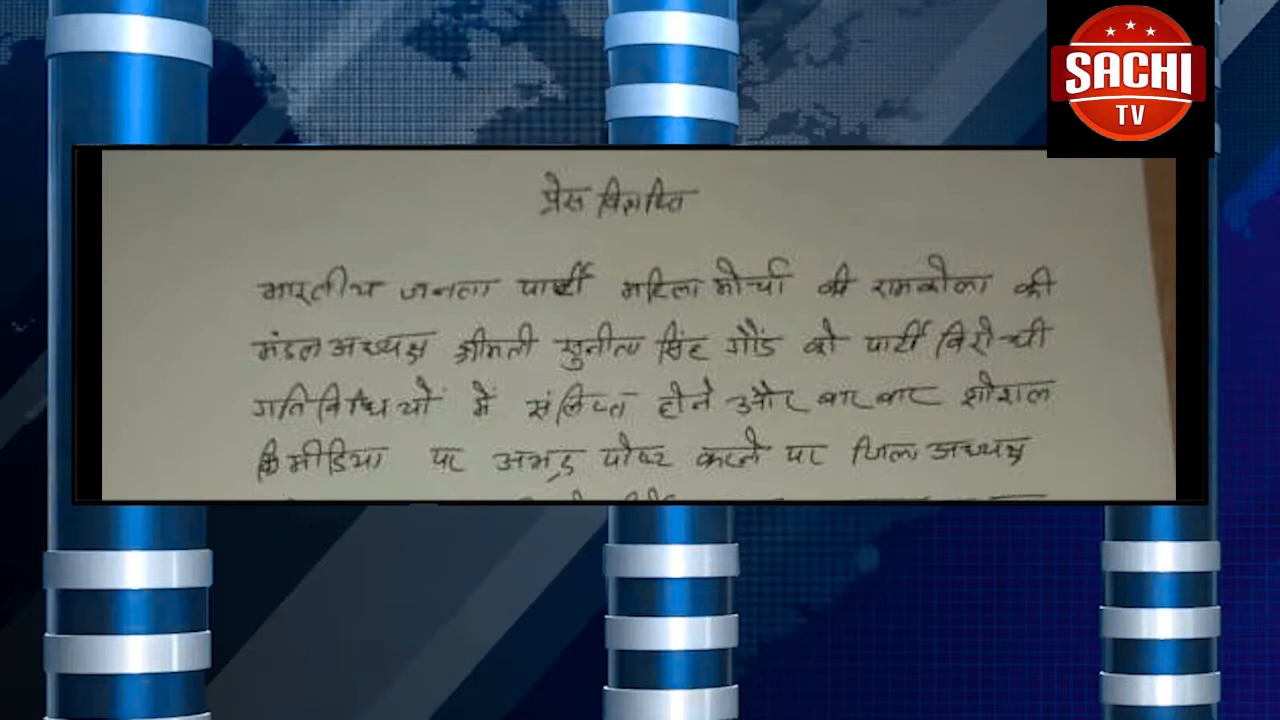 SACHI
TV
प्रेस विज्ञप्ति
भारतीय जनता पार्टी महिला मोर्चा की रामकोला की
मंडल अध्यक्ष श्रीमती सुनीता सिंह गौंड को पार्टी विरोधी
गतिविधियों में संलिप्त होने और बार बार शोशल
मीडिया पर अभद्र पोस्ट करने पर जिला अध्यक्ष